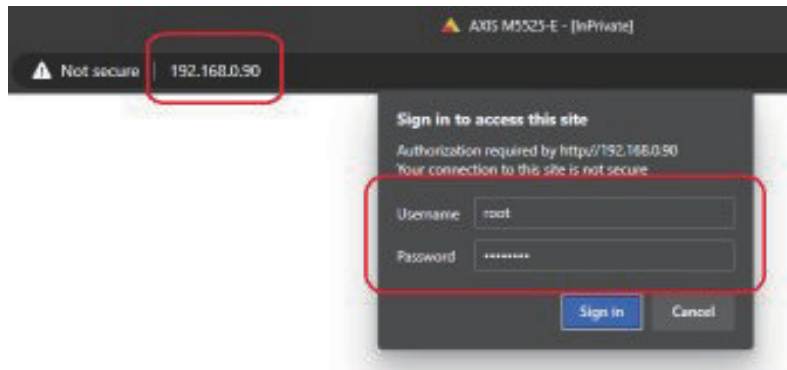 AXIS M5525-E - [InPrivate]
Not secure | 192.168.0.90
Sign in to access this site
Authorization required by http://192.168.0.90
Your connection to this site is not secure
Username root
Password ••••••••
Sign in Cancel